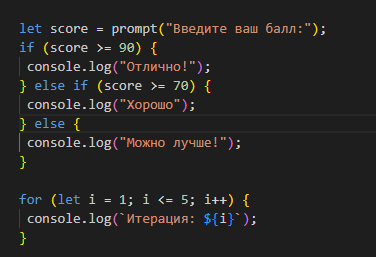 let score = prompt("Введите ваш балл:");
if (score >= 90) {
 console.log("Отлично!");
} else if (score >= 70) {
 console.log("Хорошо");
} else {
 console.log("Можно лучше!");
}

for (let i = 1; i <= 5; i++) {
 console.log(`Итерация: ${i}`);
}